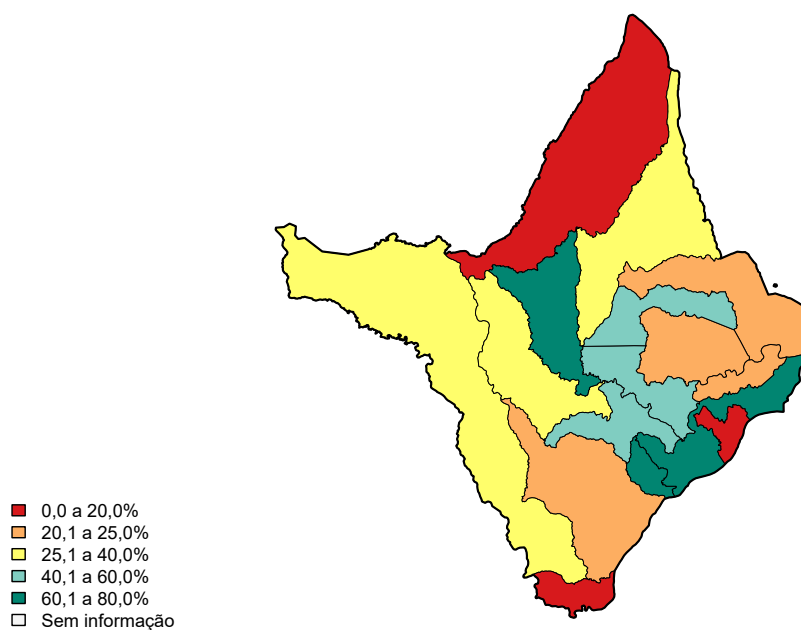 0,0 a 20,0%
20,1 a 25,0%
25,1 a 40,0%
40,1 a 60,0%
60,1 a 80,0%
Sem informação